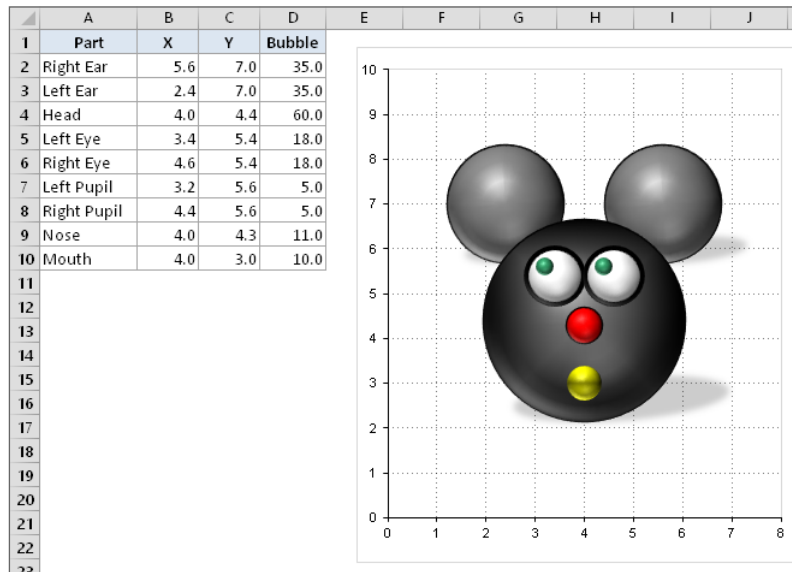 A B C D E F G H I J
1 Part X Y Bubble
2 Right Ear 5.6 7.0 35.0
3 Left Ear 2.4 7.0 35.0
4 Head 4.0 4.4 60.0
5 Left Eye 3.4 5.4 18.0
6 Right Eye 4.6 5.4 18.0
7 Left Pupil 3.2 5.6 5.0
8 Right Pupil 4.4 5.6 5.0
9 Nose 4.0 4.3 11.0
10 Mouth 4.0 3.0 10.0
11
12
13
14
15
16
17
18
19
20
21
22
23
10
9
8
7
6
5
4
3
2
1
0
0 1 2 3 4 5 6 7 8